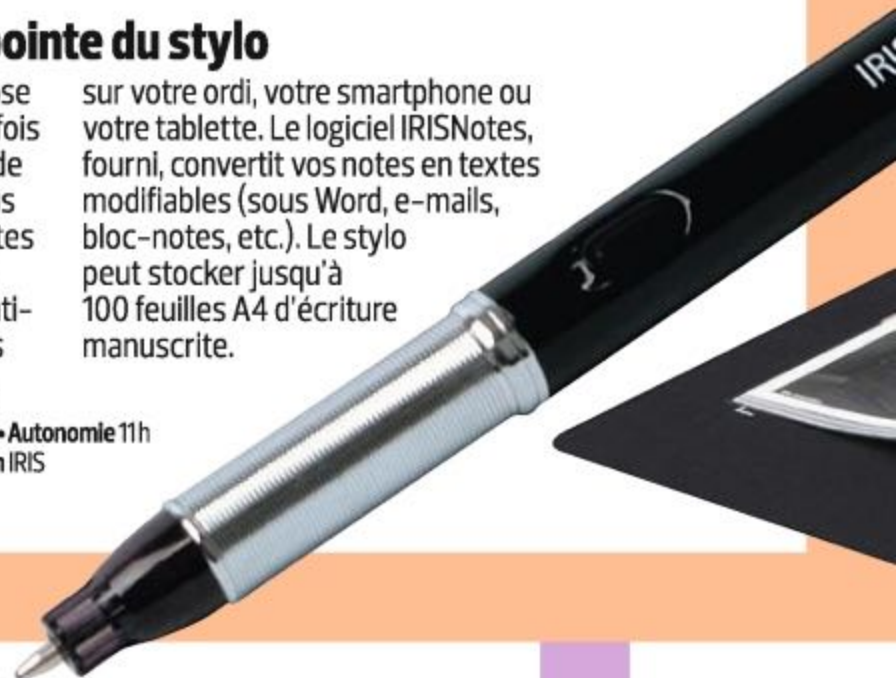 ointe du stylo
se
fois
de
s
tes
ti-
s
sur votre ordi, votre smartphone ou
votre tablette. Le logiciel IRISNotes,
fourni, convertit vos notes en textes
modifiables (sous Word, e-mails,
bloc-notes, etc.). Le stylo
peut stocker jusqu'à
100 feuilles A4 d'écriture
manuscrite.
• Autonomie 11 h
n IRIS
IRIS